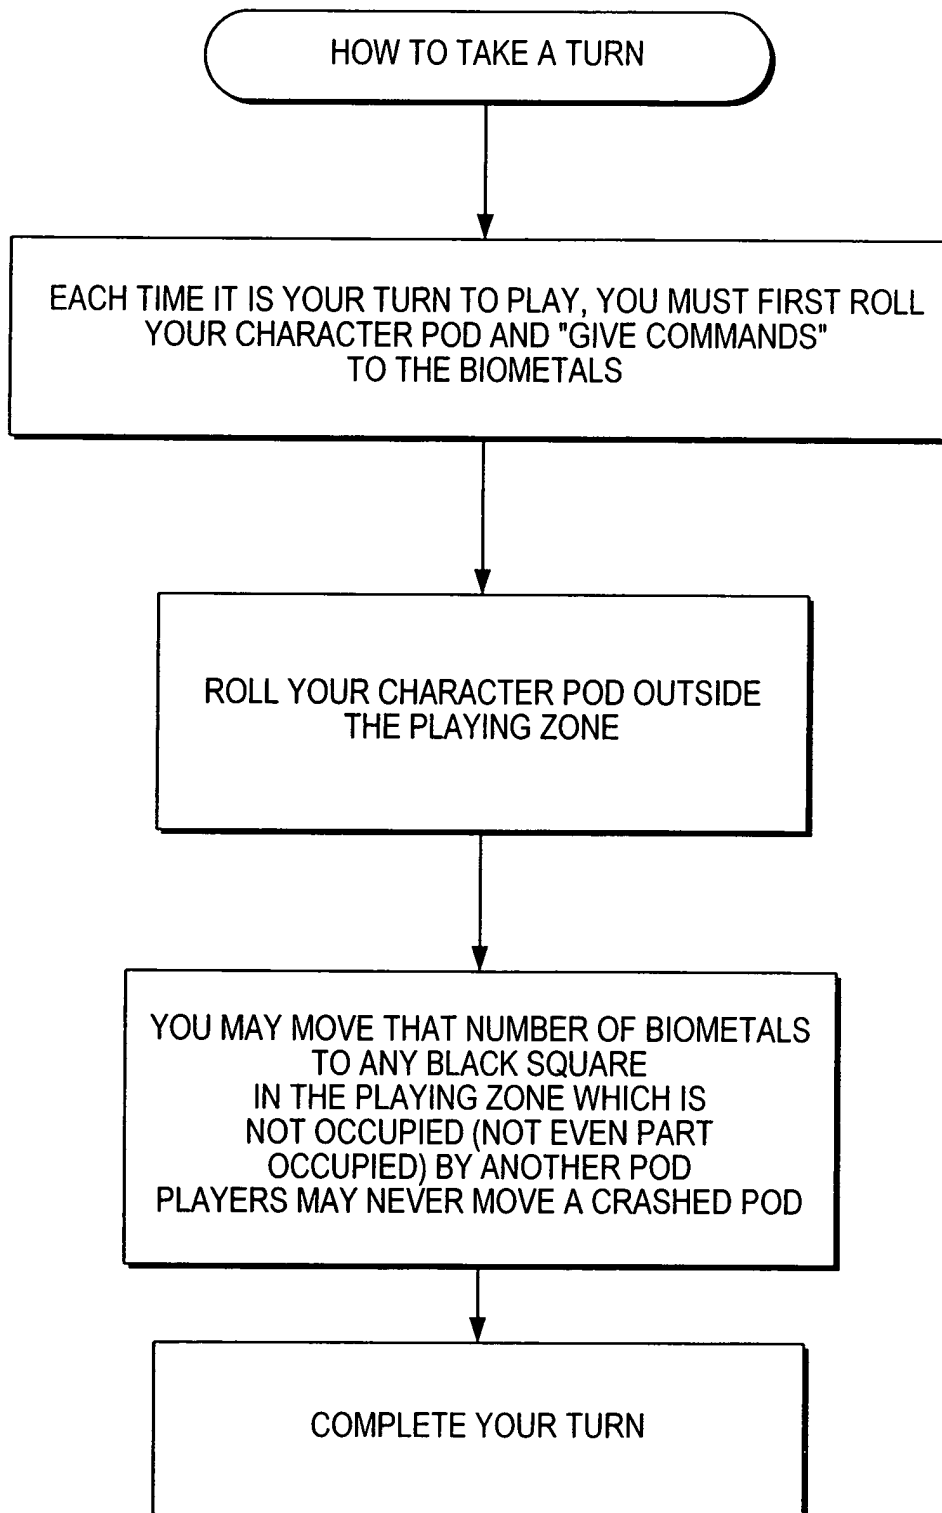 HOW TO TAKE A TURN
EACH TIME IT IS YOUR TURN TO PLAY, YOU MUST FIRST ROLL
YOUR CHARACTER POD AND "GIVE COMMANDS"
TO THE BIOMETALS
ROLL YOUR CHARACTER POD OUTSIDE
THE PLAYING ZONE
YOU MAY MOVE THAT NUMBER OF BIOMETALS
TO ANY BLACK SQUARE
IN THE PLAYING ZONE WHICH IS
NOT OCCUPIED (NOT EVEN PART
OCCUPIED) BY ANOTHER POD
PLAYERS MAY NEVER MOVE A CRASHED POD
COMPLETE YOUR TURN